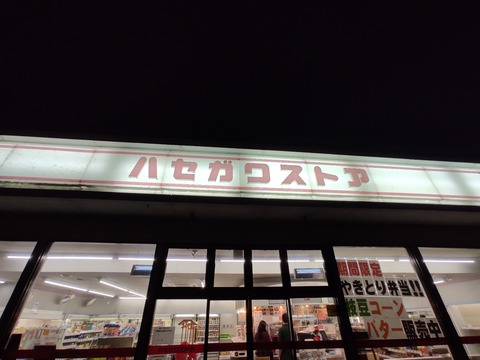 ハセガワストア
期間限定
やきとり弁当!!
枝豆コーン
バター販売中